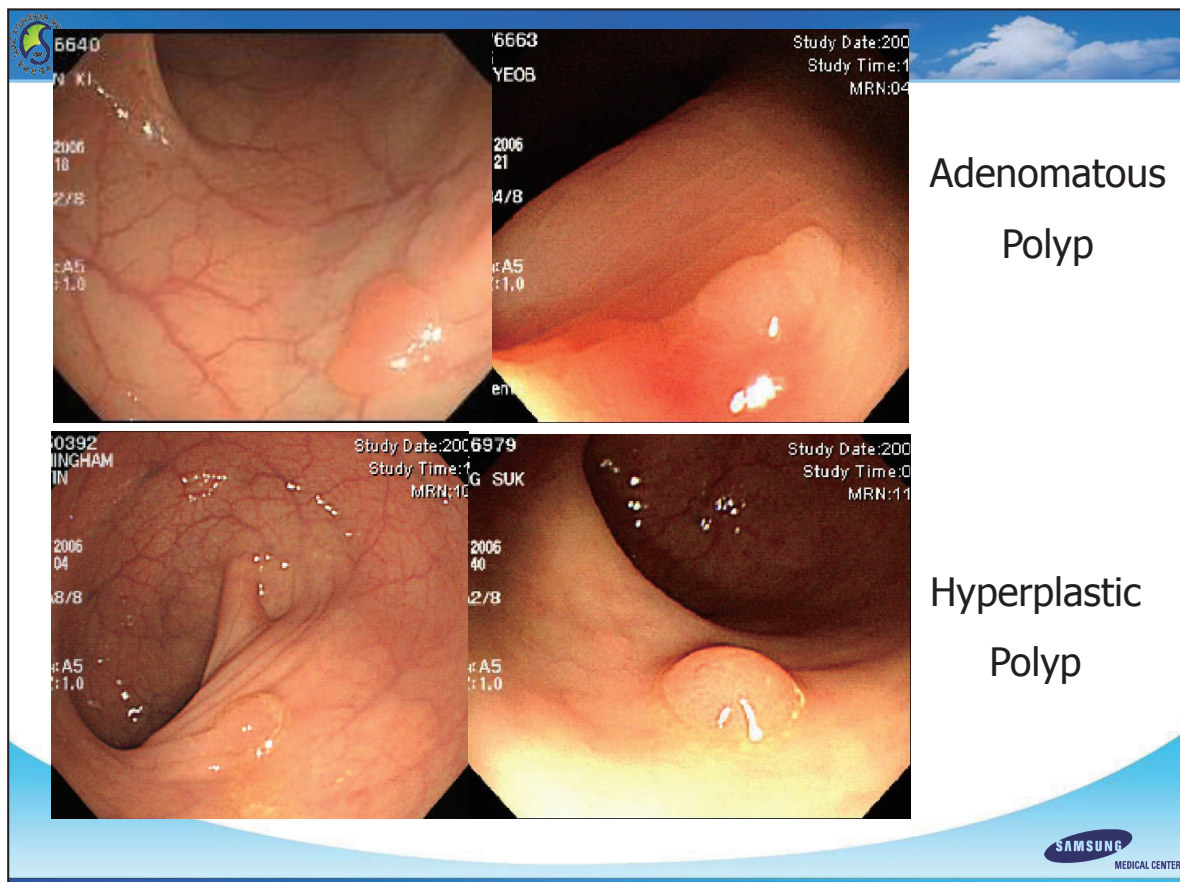 6640
N KI
2006
18
2/8
:A5
:1.0
6663
YEOB
2006
21
4/8
:A5
:1.0
Study Date:200
Study Time:1
MRN:04
Adenomatous
Polyp
50392
NINGHAM
IN
2006
04
8/8
:A5
:1.0
Study Date:200
Study Time:1
MRN:10
6979
G SUK
2006
40
2/8
:A5
:1.0
Study Date:200
Study Time:0
MRN:11
Hyperplastic
Polyp
SAMSUNG
MEDICAL CENTER